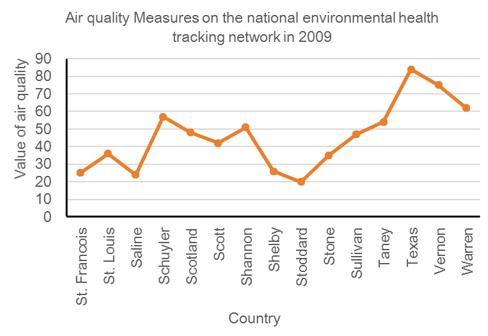 Air quality Measures on the national environmental health
tracking network in 2009
Value of air quality
90
80
70
60
50
40
30
20
10
0
St. Francois
St. Louis
Saline
Schuyler
Scotland
Scott
Shannon
Shelby
Stoddard
Stone
Sullivan
Taney
Texas
Vernon
Warren
Country